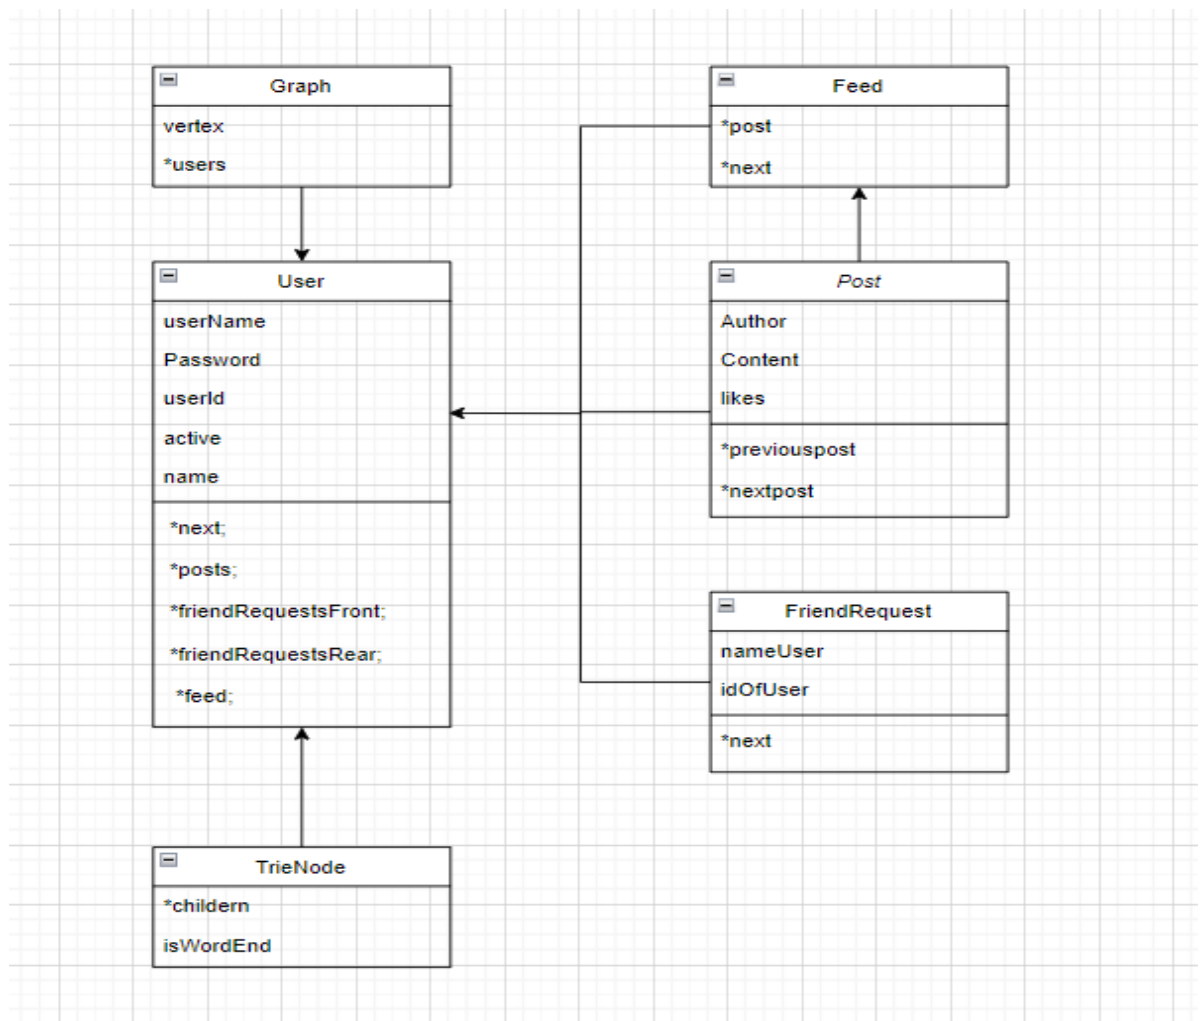 Graph
vertex
*users
User
userName
Password
userId
active
name
*next;
*posts;
*friendRequestsFront;
*friendRequestsRear;
*feed;
TrieNode
*childern
isWordEnd
Feed
*post
*next
Post
Author
Content
likes
*previouspost
*nextpost
FriendRequest
nameUser
idOfUser
*next